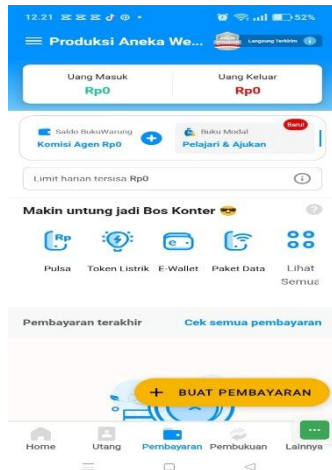 12.21
52%
Produksi Aneka We...
Langsung Terkirim
Uang Masuk
Rp0
Uang Keluar
Rp0
Saldo BukuWarung
Komisi Agen Rp0
Buku Modal
Pelajari & Ajukan
Baru!
Limit harian tersisa Rp0
Makin untung jadi Bos Konter 😎
Rp
Pulsa
Token Listrik
E-Wallet
Paket Data
Lihat Semua
Pembayaran terakhir
Cek semua pembayaran
+ BUAT PEMBAYARAN
Home
Utang
Pembayaran
Pembukuan
Lainnya